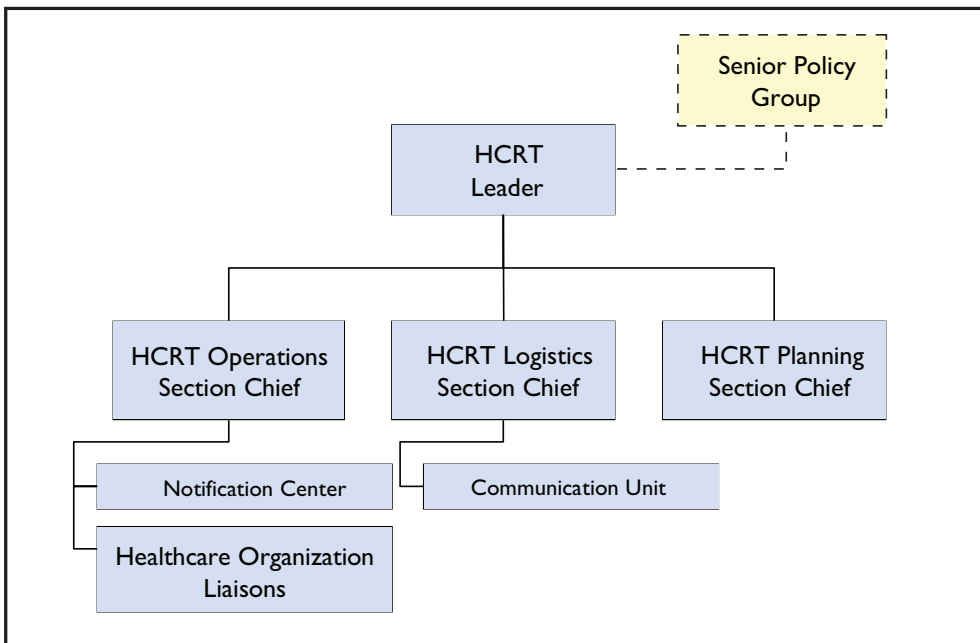 Senior Policy
Group
HCRT
Leader
HCRT Operations
Section Chief
HCRT Logistics
Section Chief
HCRT Planning
Section Chief
Notification Center
Communication Unit
Healthcare Organization
Liaisons